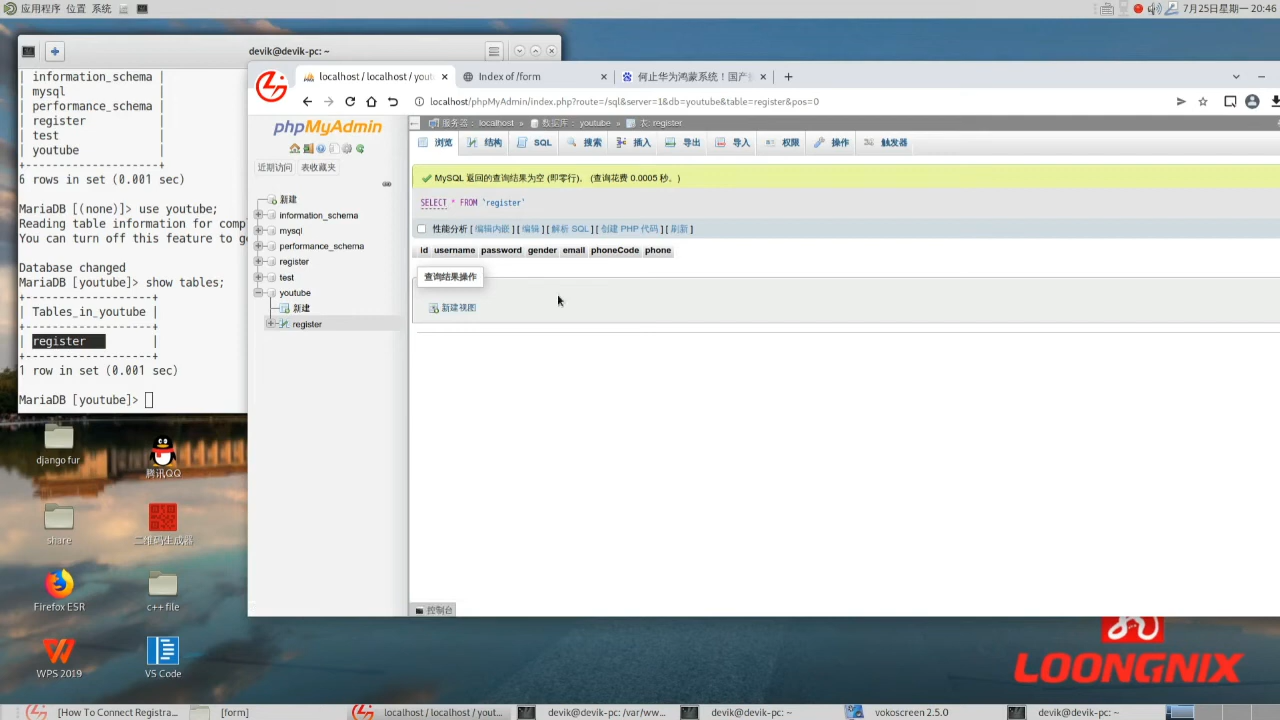 应用程序 位置 系统
7月25日星期一 20:46
devik@devik-pc: ~
| information_schema |
| mysql |
| performance_schema |
| register |
| test |
| youtube |
+--------------------+
6 rows in set (0.001 sec)
MariaDB [(none)]> use youtube;
Reading table information for comp
You can turn off this feature to ge
Database changed
MariaDB [youtube]> show tables;
+-------------------+
| Tables_in_youtube |
+-------------------+
| register |
+-------------------+
1 row in set (0.001 sec)
MariaDB [youtube]>
localhost / localhost / yout
Index of /form
何止华为鸿蒙系统！国产
localhost/phpMyAdmin/index.php?route=/sql&server=1&db=youtube&table=register&pos=0
phpMyAdmin
近期访问 表收藏夹
新建
information_schema
mysql
performance_schema
register
test
youtube
新建
register
服务器： localhost » 数据库： youtube » 表: register
浏览 结构 SQL 搜索 插入 导出 导入 权限 操作 触发器
MySQL 返回的查询结果为空 (即零行)。 (查询花费 0.0005 秒。)
SELECT * FROM `register`
性能分析 [ 编辑内嵌 ] [ 编辑 ] [ 解析 SQL ] [ 创建 PHP 代码 ] [ 刷新 ]
id username password gender email phoneCode phone
查询结果操作
新建视图
控制台
django fur
腾讯QQ
share
二维码生成器
Firefox ESR
c++ file
WPS 2019
VS Code
LOONGNIX
[How To Connect Registra...
[form]
localhost / localhost / yout...
devik@devik-pc: /var/ww...
devik@devik-pc: ~
vokoscreen 2.5.0
devik@devik-pc: ~